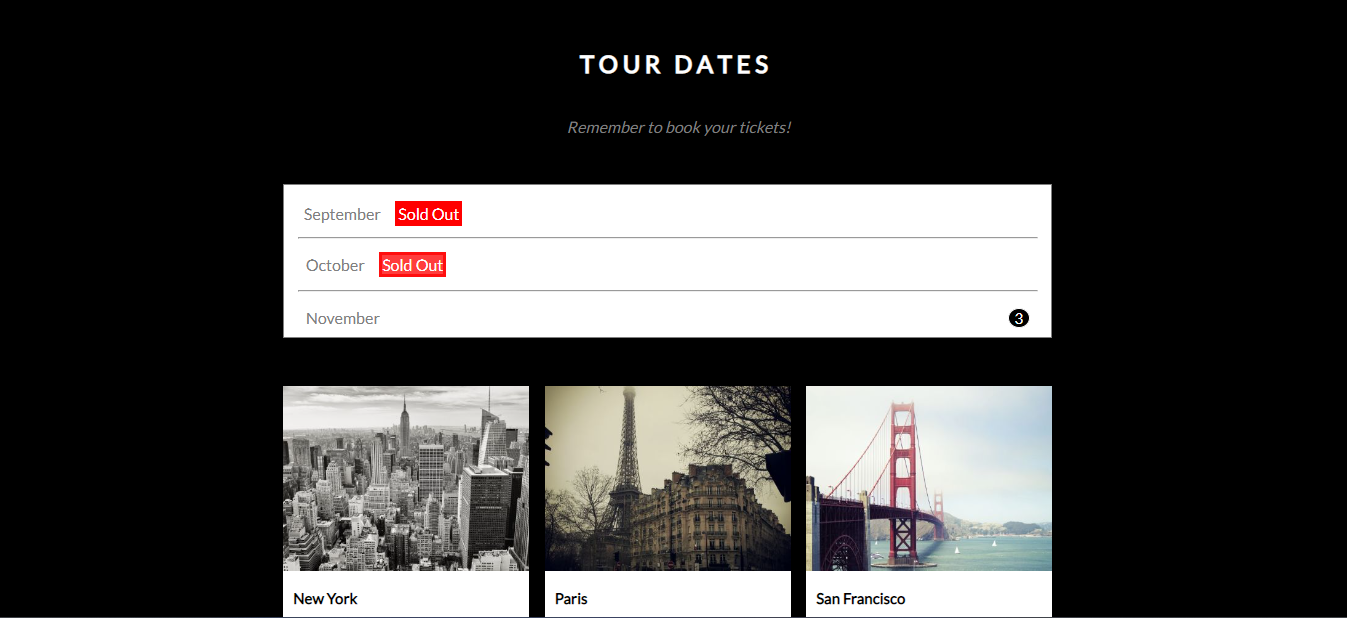 TOUR DATES
Remember to book your tickets!
September Sold Out
October Sold Out
November 3
New York Paris San Francisco